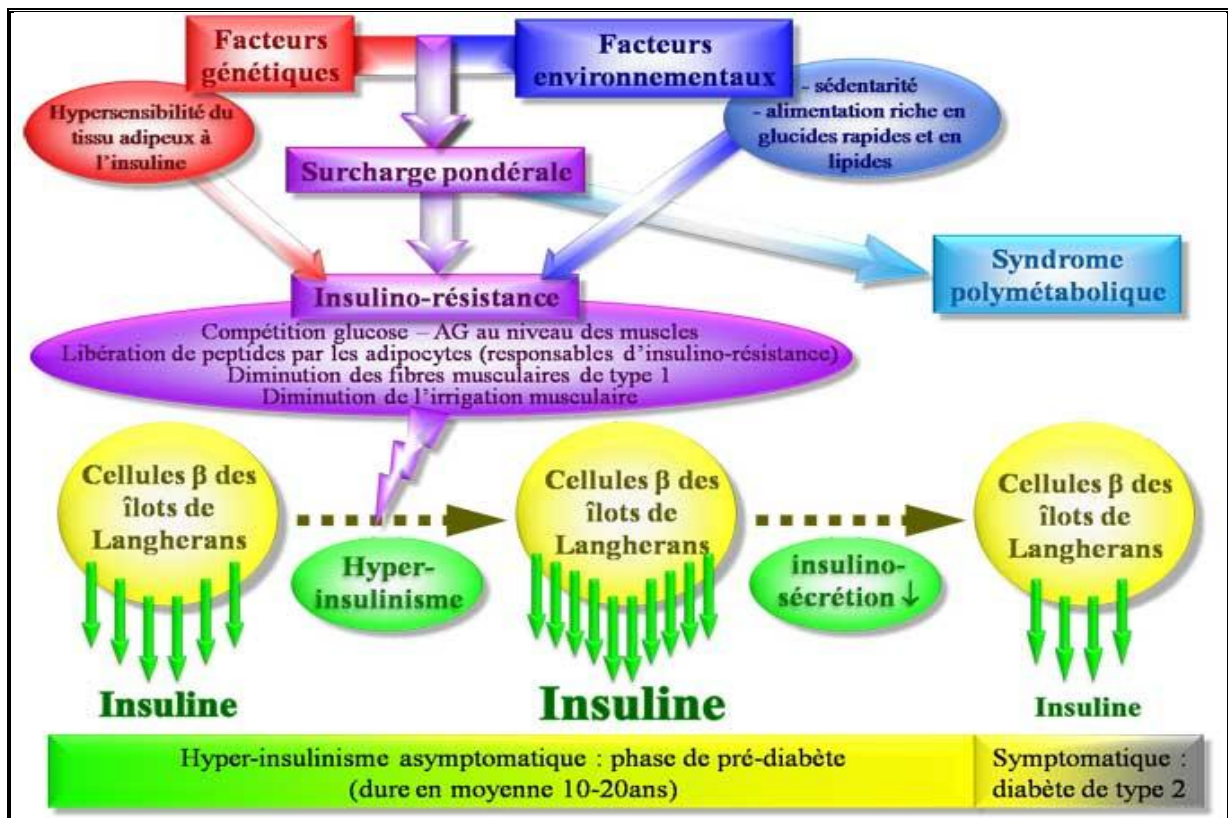 Facteurs
génétiques
Facteurs
environnementaux
Hypersensibilité du
tissu adipeux à
l'insuline
- sédentarité
- alimentation riche en
glucides rapides et en
lipides
Surcharge pondérale
Syndrome
polymétabolique
Insulino-résistance
Compétition glucose – AG au niveau des muscles
Libération de peptides par les adipocytes (responsables d'insulino-résistance)
Diminution des fibres musculaires de type 1
Diminution de l'irrigation musculaire
Cellules β des
îlots de
Langherans
Hyper-
insulinisme
Cellules β des
îlots de
Langherans
insulino-
sécrétion ↓
Cellules β des
îlots de
Langherans
Insuline
Insuline
Insuline
Hyper-insulinisme asymptomatique : phase de pré-diabète
(dure en moyenne 10-20ans)
Symptomatique :
diabète de type 2